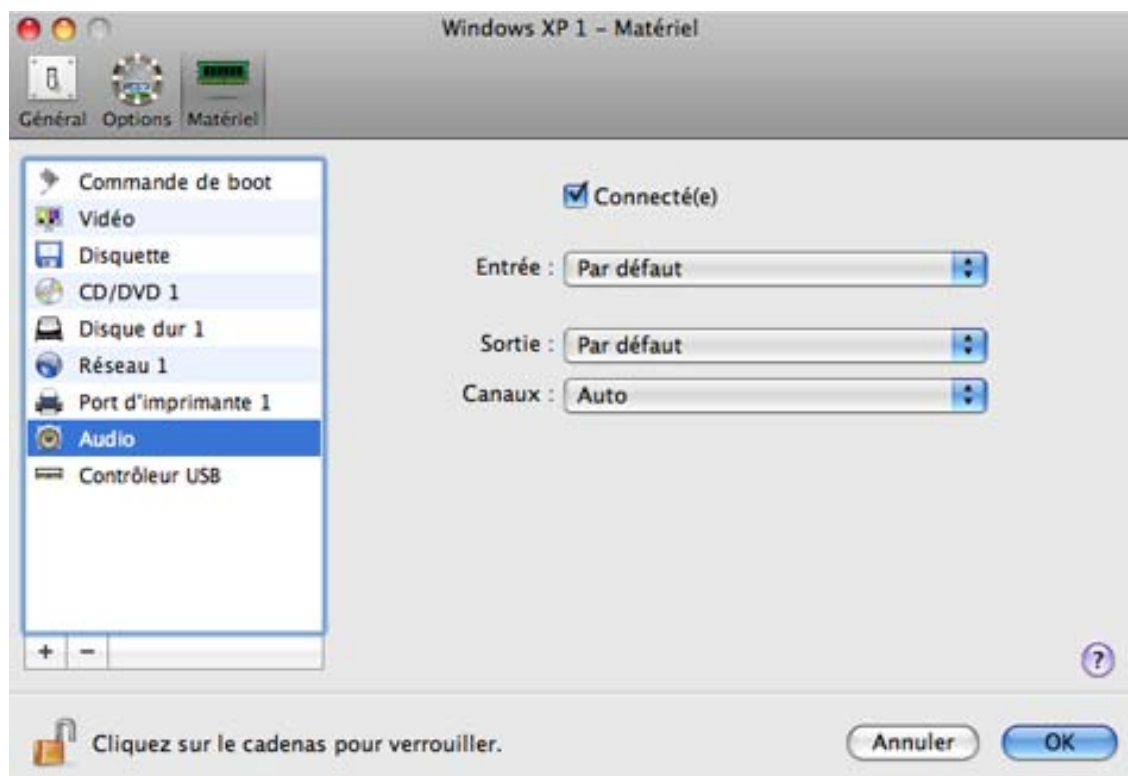 Windows XP 1 – Matériel
Général Options Matériel
Commande de boot
Vidéo
Disquette
CD/DVD 1
Disque dur 1
Réseau 1
Port d'imprimante 1
Audio
Contrôleur USB
+ −
Connecté(e)
Entrée : Par défaut
Sortie : Par défaut
Canaux : Auto
?
Cliquez sur le cadenas pour verrouiller.
Annuler OK